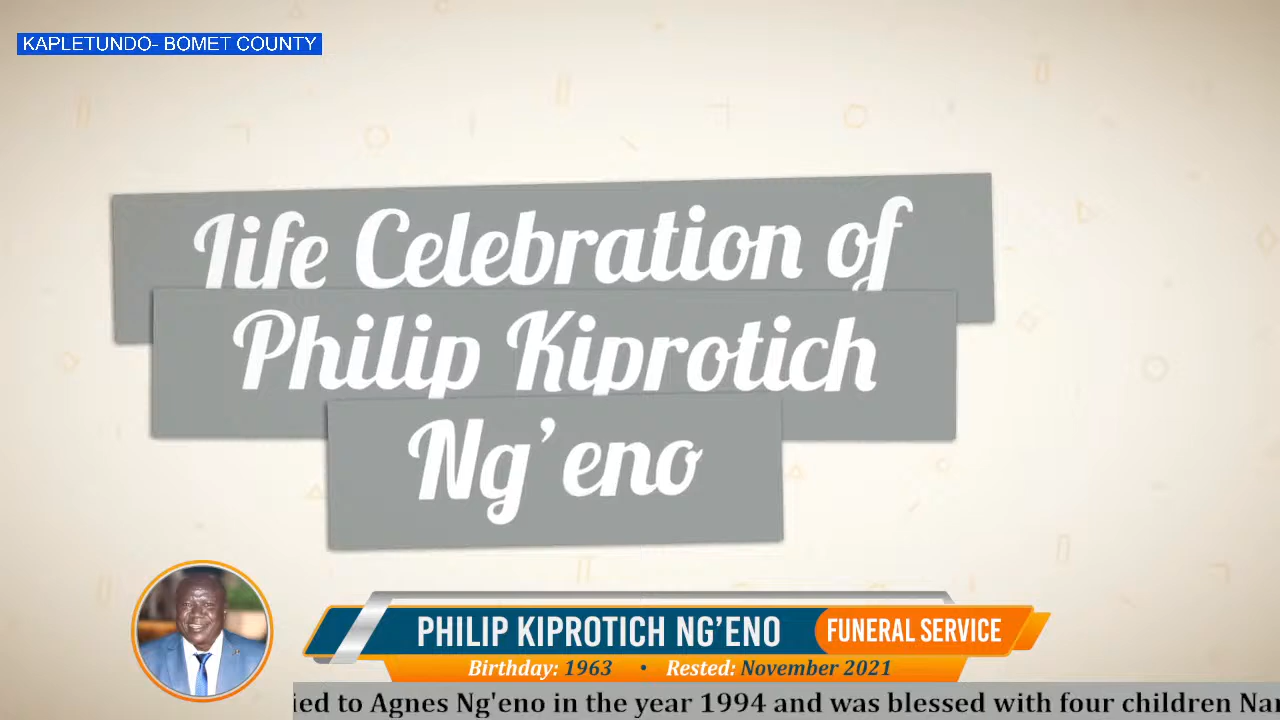 KAPLETUNDO- BOMET COUNTY
Life Celebration of
Philip Kiprotich
Ng’eno
PHILIP KIPROTICH NG’ENO FUNERAL SERVICE
Birthday: 1963 • Rested: November 2021
ied to Agnes Ng'eno in the year 1994 and was blessed with four children